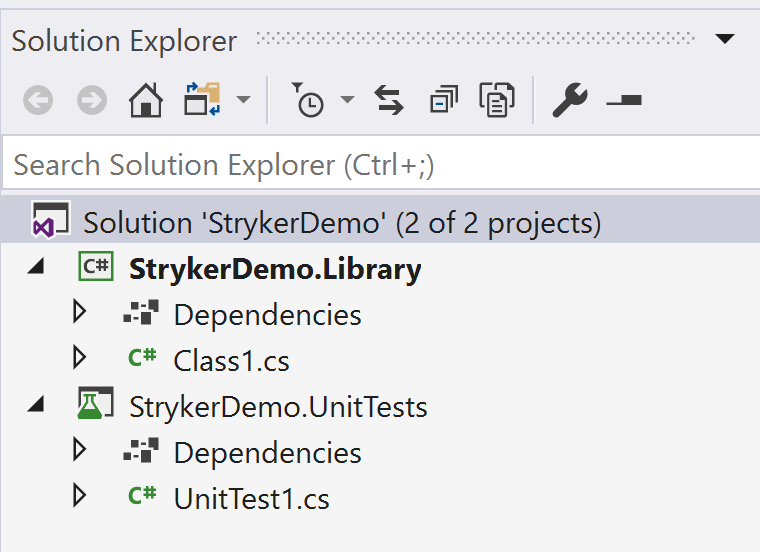 Solution Explorer
Search Solution Explorer (Ctrl+;)
Solution 'StrykerDemo' (2 of 2 projects)
C# StrykerDemo.Library
Dependencies
C# Class1.cs
StrykerDemo.UnitTests
Dependencies
C# UnitTest1.cs